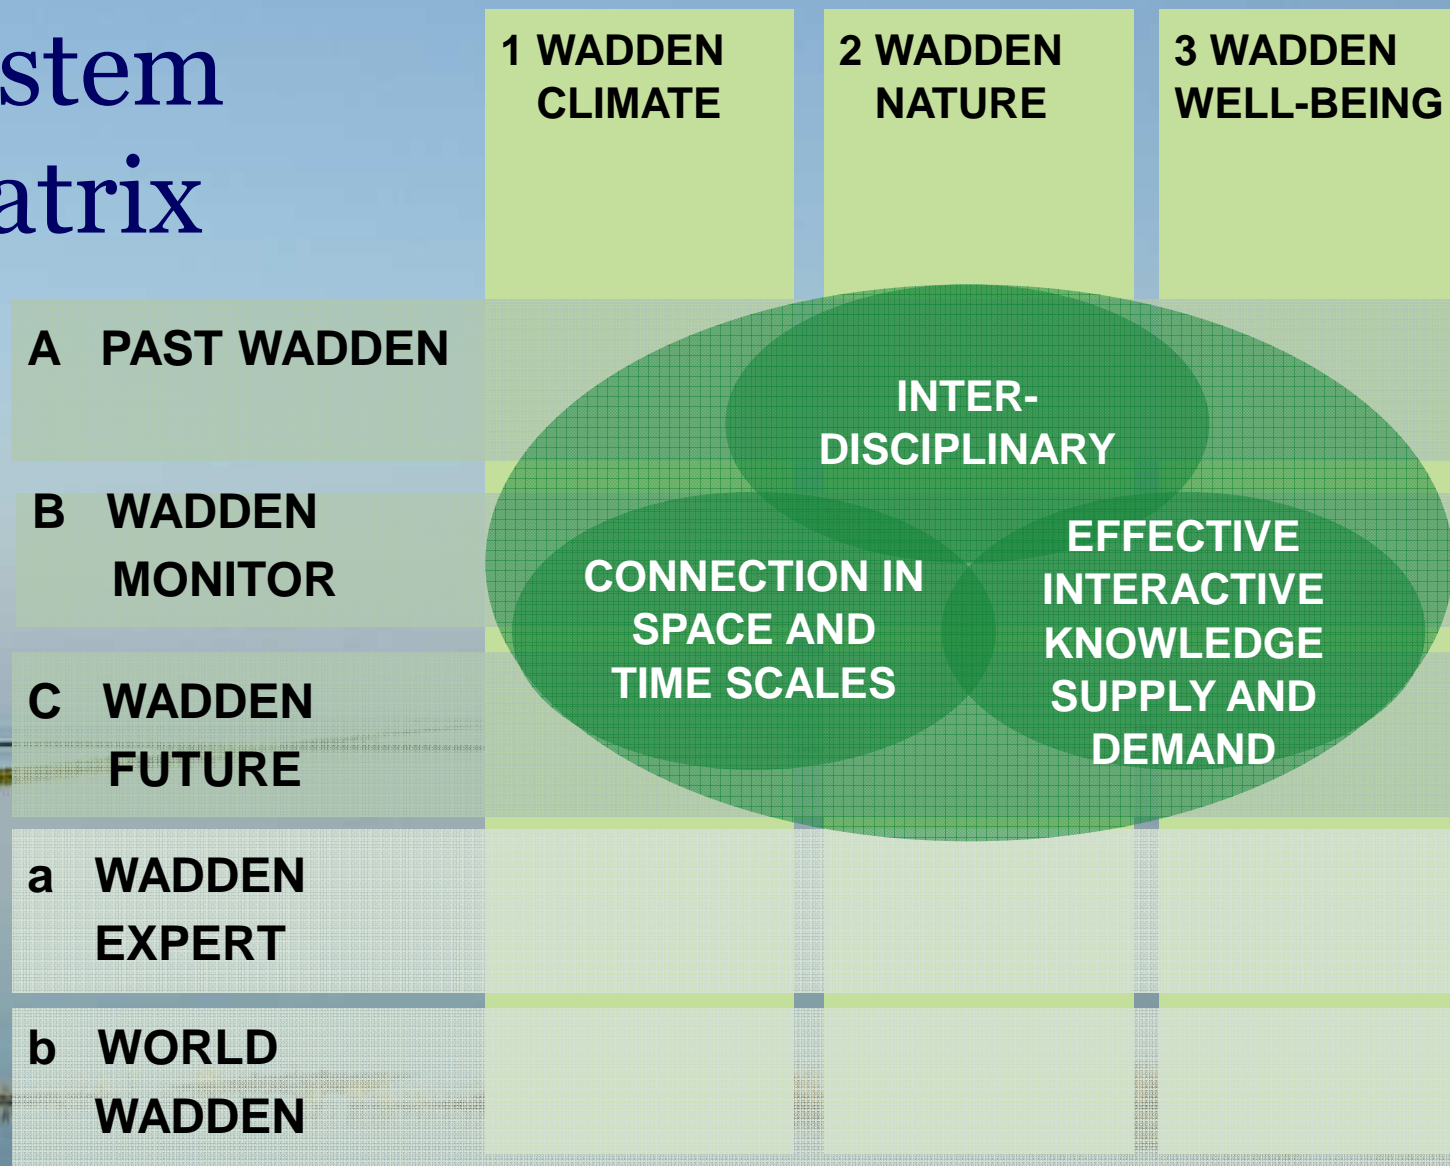 stem
atrix
1 WADDEN
CLIMATE
2 WADDEN
NATURE
3 WADDEN
WELL-BEING
A PAST WADDEN
B WADDEN
MONITOR
C WADDEN
FUTURE
a WADDEN
EXPERT
b WORLD
WADDEN
INTER-
DISCIPLINARY
CONNECTION IN
SPACE AND
TIME SCALES
EFFECTIVE
INTERACTIVE
KNOWLEDGE
SUPPLY AND
DEMAND